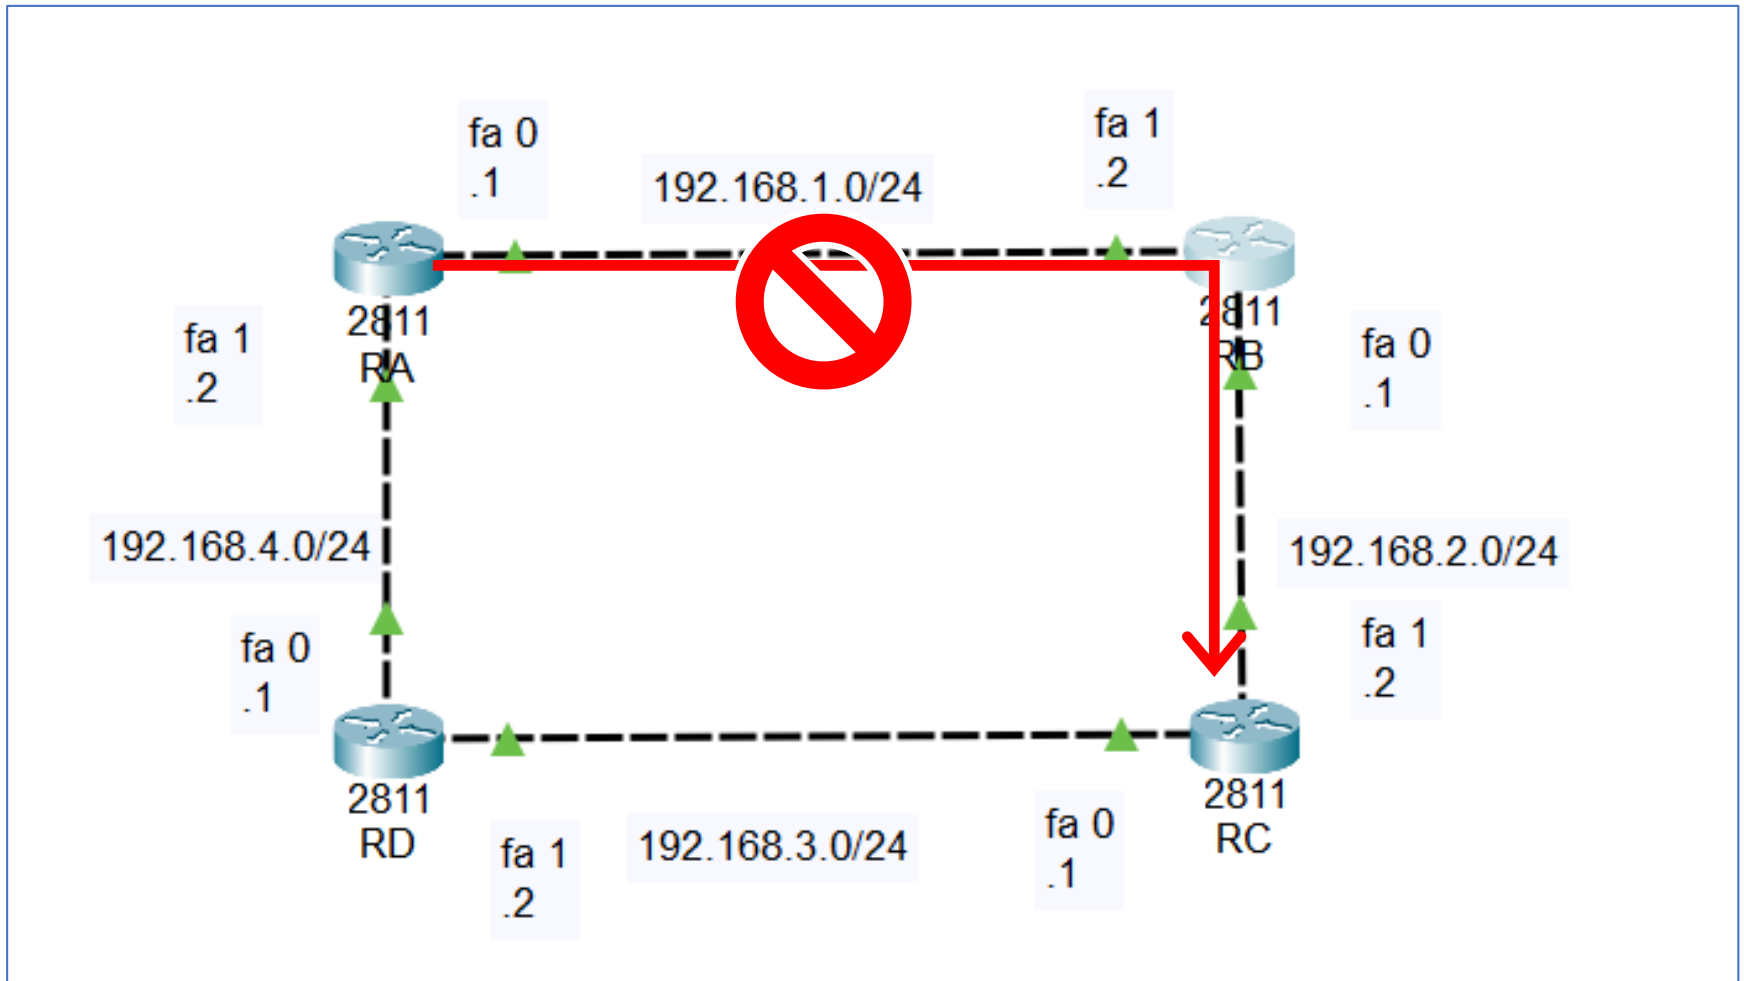 fa 0
.1
192.168.1.0/24
fa 1
.2
2811
RA
2811
RB
fa 1
.2
fa 0
.1
192.168.4.0/24
192.168.2.0/24
fa 0
.1
fa 1
.2
2811
RD
2811
RC
fa 1
.2
192.168.3.0/24
fa 0
.1